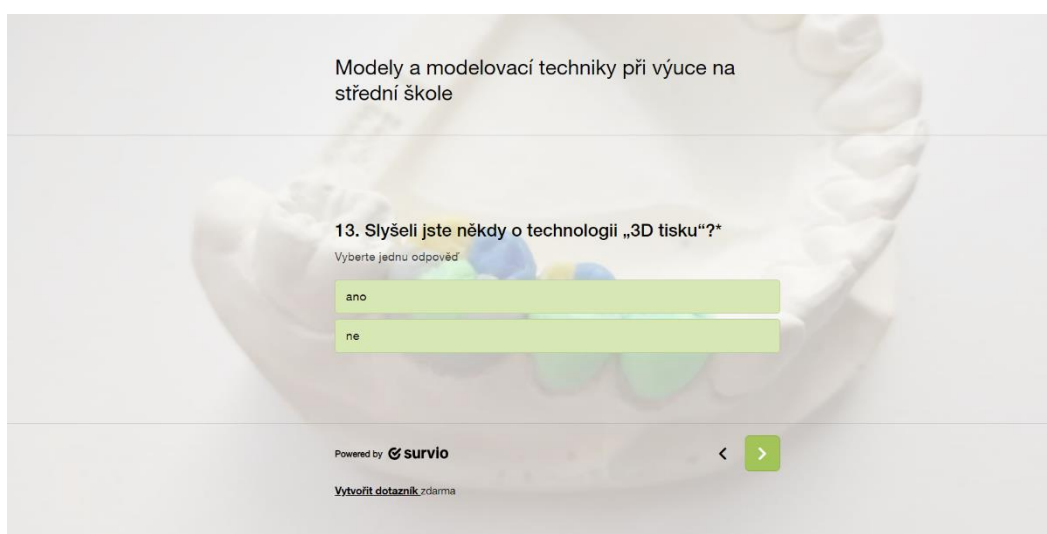 Modely a modelovací techniky při výuce na
střední škole
13. Slyšeli jste někdy o technologii „3D tisku“?*
Vyberte jednu odpověď
ano
ne
Powered by survio
Vytvořit dotazník zdarma